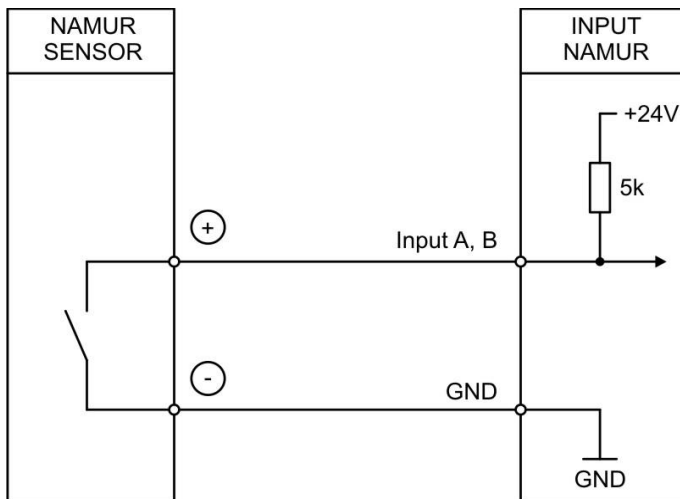 NAMUR
SENSOR
INPUT
NAMUR
+24V
5k
+
Input A, B
-
GND
GND